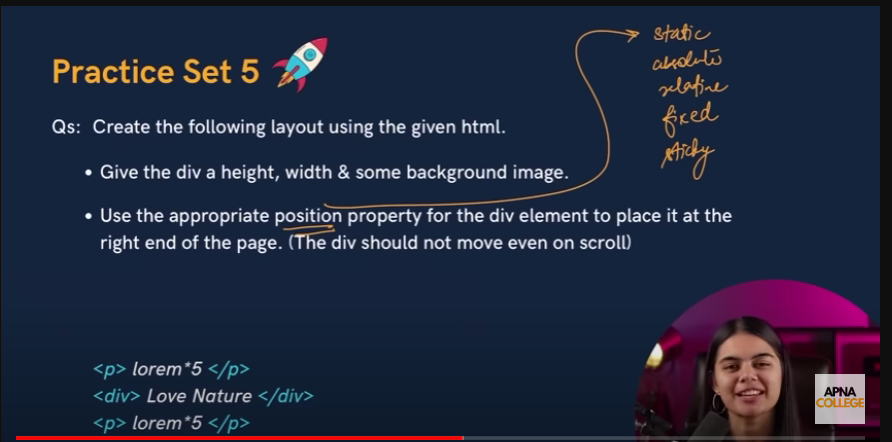 Practice Set 5
static
absolute
relative
fixed
sticky
Qs: Create the following layout using the given html.
• Give the div a height, width & some background image.
• Use the appropriate position property for the div element to place it at the
right end of the page. (The div should not move even on scroll)
<p> lorem*5 </p>
<div> Love Nature </div>
<p> lorem*5 </p>
APNA
COLLEGE